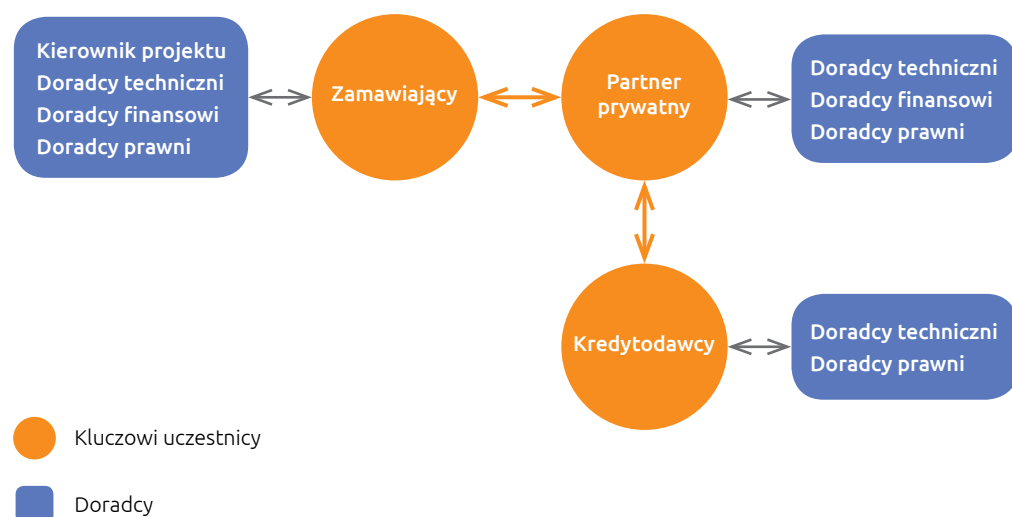 Kierownik projektu
Doradcy techniczni
Doradcy finansowi
Doradcy prawni
Zamawiający
Partner
prywatny
Doradcy techniczni
Doradcy finansowi
Doradcy prawni
Kredytodawcy
Doradcy techniczni
Doradcy prawni
Kluczowi uczestnicy
Doradcy